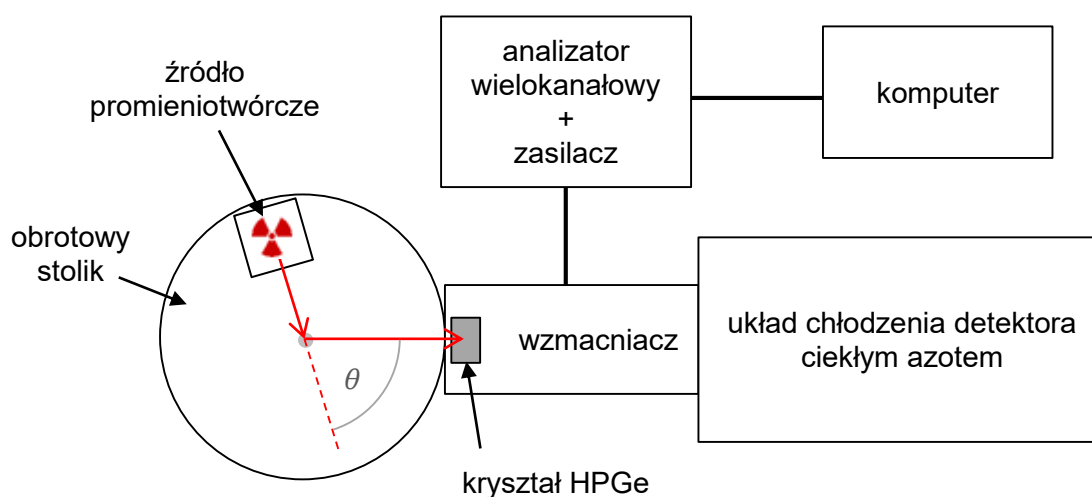 analizator
wielokanałowy
+
zasilacz
komputer
źródło
promieniotwórcze
obrotowy
stolik
wzmacniacz
układ chłodzenia detektora
ciekłym azotem
θ
kryształ HPGe